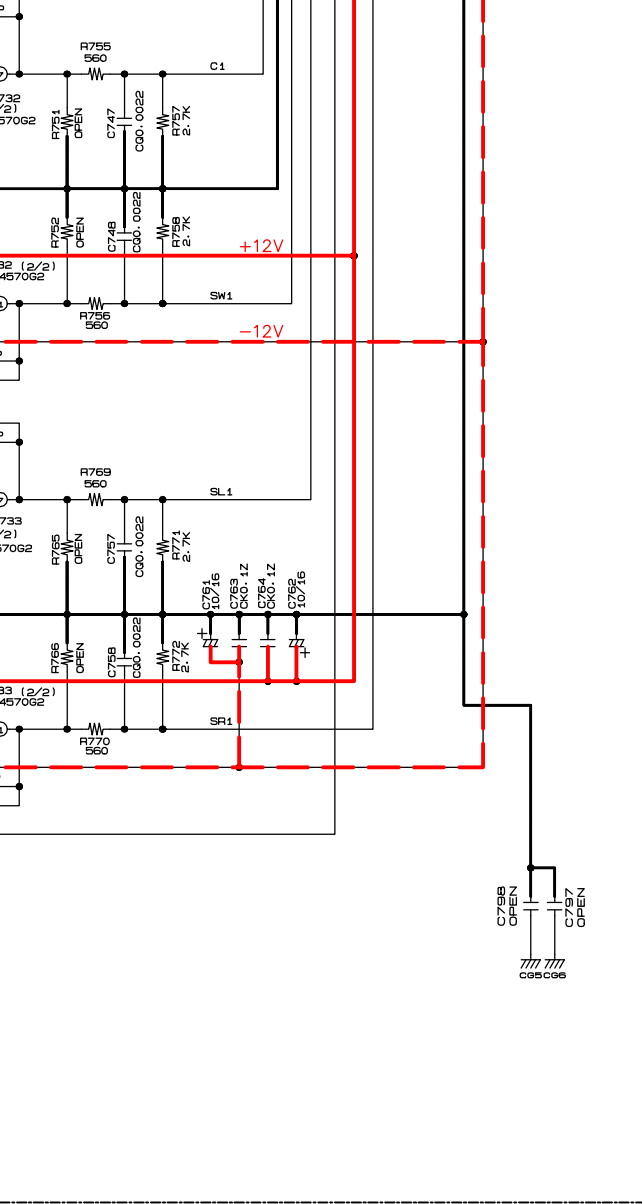 R755
560
C1
732
/2)
570G2
R751
OPEN
C747
CQ0.0022
R757
2.7K
R752
OPEN
C748
CQ0.0022
R758
2.7K
+12V
32 (2/2)
4570G2
SW1
R756
560
-12V
R769
560
SL1
733
/2)
570G2
R765
OPEN
C757
CQ0.0022
R771
2.7K
C761
10/16
C763
CK0.1Z
C764
CK0.1Z
C762
10/16
+
+
R766
OPEN
C758
CQ0.0022
R772
2.7K
33 (2/2)
4570G2
SR1
R770
560
C798
OPEN
C797
OPEN
CG5
CG6